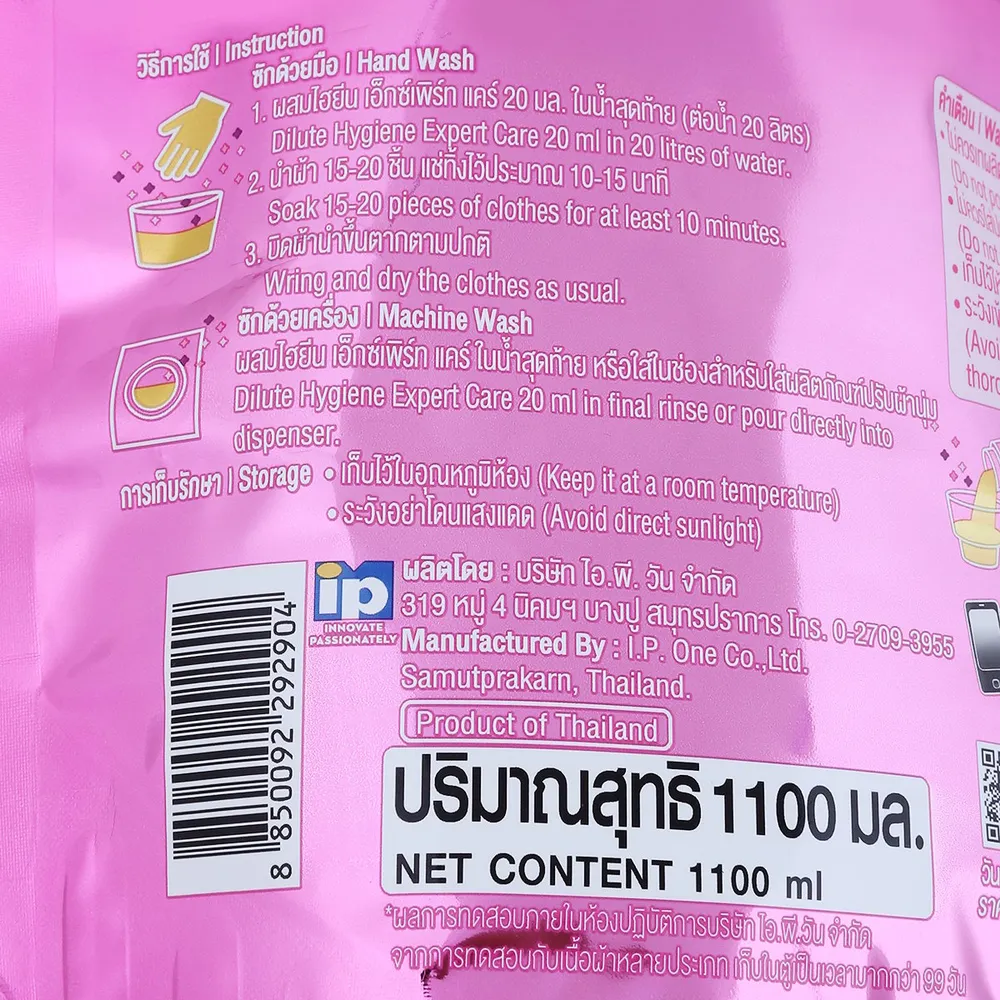 วิธีการใช้ | Instruction
ซักด้วยมือ | Hand Wash
1. ผสมไฮยีน เอ็กซ์เพิร์ท แคร์ 20 มล. ในน้ำสุดท้าย (ต่อน้ำ 20 ลิตร)
Dilute Hygiene Expert Care 20 ml in 20 litres of water.
2. นำผ้า 15-20 ชิ้น แช่ทิ้งไว้ประมาณ 10-15 นาที
Soak 15-20 pieces of clothes for at least 10 minutes.
3. บิดผ้านำขึ้นตากตามปกติ
Wring and dry the clothes as usual.
ซักด้วยเครื่อง | Machine Wash
ผสมไฮยีน เอ็กซ์เพิร์ท แคร์ ในน้ำสุดท้าย หรือใส่ในช่องสำหรับใส่ผลิตภัณฑ์ปรับผ้านุ่ม
Dilute Hygiene Expert Care 20 ml in final rinse or pour directly into
dispenser.
การเก็บรักษา | Storage • เก็บไว้ในอุณหภูมิห้อง (Keep it at a room temperature)
• ระวังอย่าโดนแสงแดด (Avoid direct sunlight)
ip
INNOVATE
PASSIONATELY
ผลิตโดย : บริษัท ไอ.พี. วัน จำกัด
319 หมู่ 4 นิคมฯ บางปู สมุทรปราการ โทร. 0-2709-3955
Manufactured By : I.P. One Co.,Ltd.
Samutprakarn, Thailand.
Product of Thailand
8 850092 292904
ปริมาณสุทธิ 1100 มล.
NET CONTENT 1100 ml
*ผลการทดสอบภายในห้องปฏิบัติการบริษัท ไอ.พี.วัน จำกัด
จากการทดสอบกับเนื้อผ้าหลายประเภท เก็บในตู้เป็นเวลามากกว่า 99 วัน
คำเตือน |
(Do not
(Do not